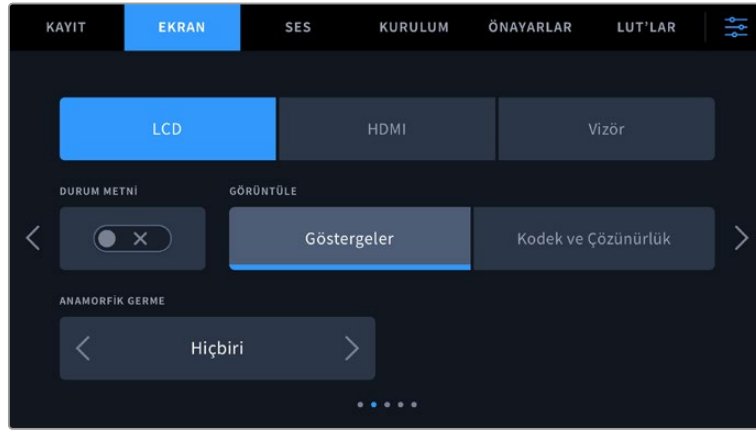 KAYIT EKRAN SES KURULUM ÖNAYARLAR LUT’LAR
LCD HDMI Vizör
DURUM METNİ GÖRÜNTÜLE
Göstergeler Kodek ve Çözünürlük
ANAMORFİK GERME
Hiçbiri